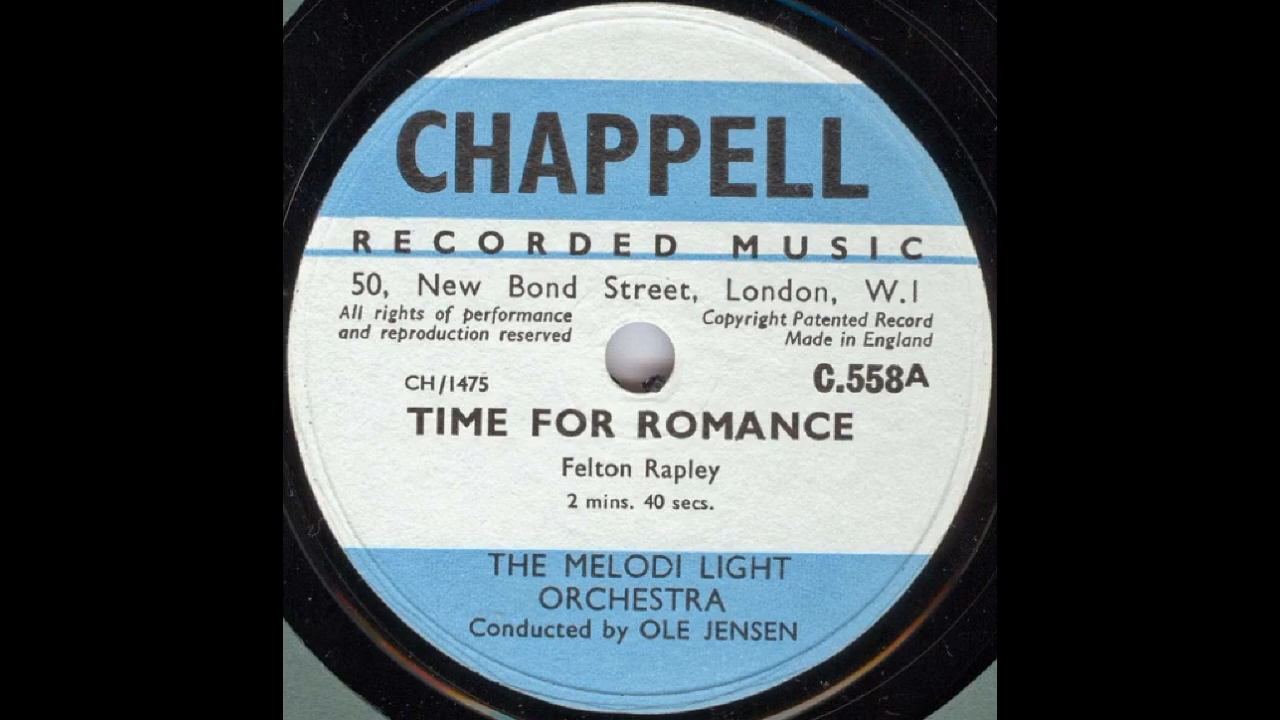 CHAPPELL
RECORDED MUSIC
50, New Bond Street, London, W.1
All rights of performance
and reproduction reserved
Copyright Patented Record
Made in England
CH/1475
C.558A
TIME FOR ROMANCE
Felton Rapley
2 mins. 40 secs.
THE MELODI LIGHT
ORCHESTRA
Conducted by OLE JENSEN